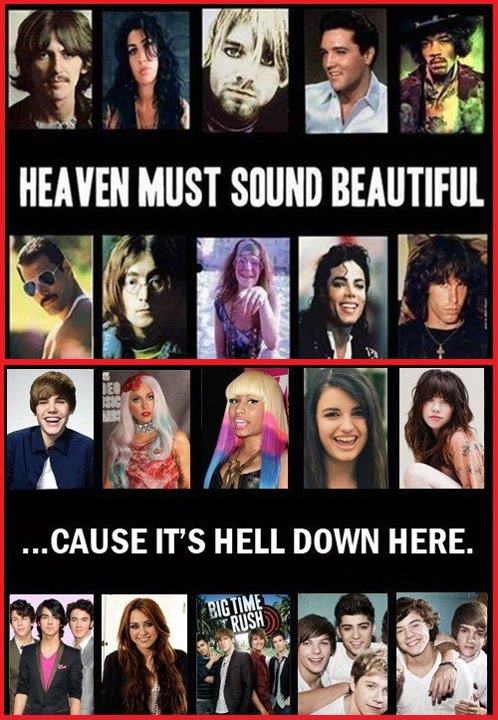 HEAVEN MUST SOUND BEAUTIFUL
...CAUSE IT'S HELL DOWN HERE.
BIG TIME
RUSH